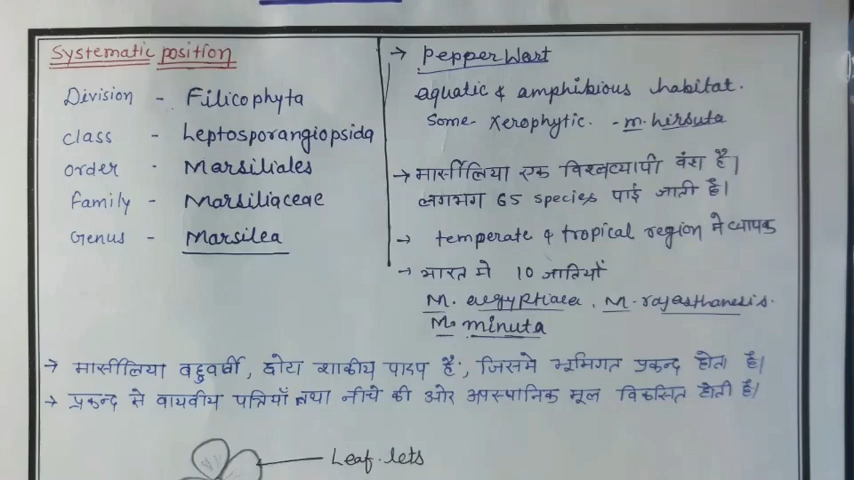 Systematic position
Division - Filicophyta
class - Leptosporangiopsida
order - Marsiliales
family - Marsiliaceae
Genus - Marsilea
→ Pepper Wart
aquatic & amphibious habitat.
Some - Xerophytic. - m. hirsuta
→ मार्सीलिया एक विश्वव्यापी वंश है।
लगभग 65 species पाई जाती है।
→ temperate & tropical region मे व्यापक
→ भारत मे 10 जातियाँ
M. aegyptiaca, M. rajasthanesis.
M. minuta
→ मार्सीलिया बहुवर्षी, छोटा शाकीय पादप है, जिसमे भूमिगत प्रकन्द होता है।
→ प्रकन्द से वायवीय पत्तियाँ तथा नीचे की ओर अपस्थानिक मूल विकसित होती है।
Leaf-lets